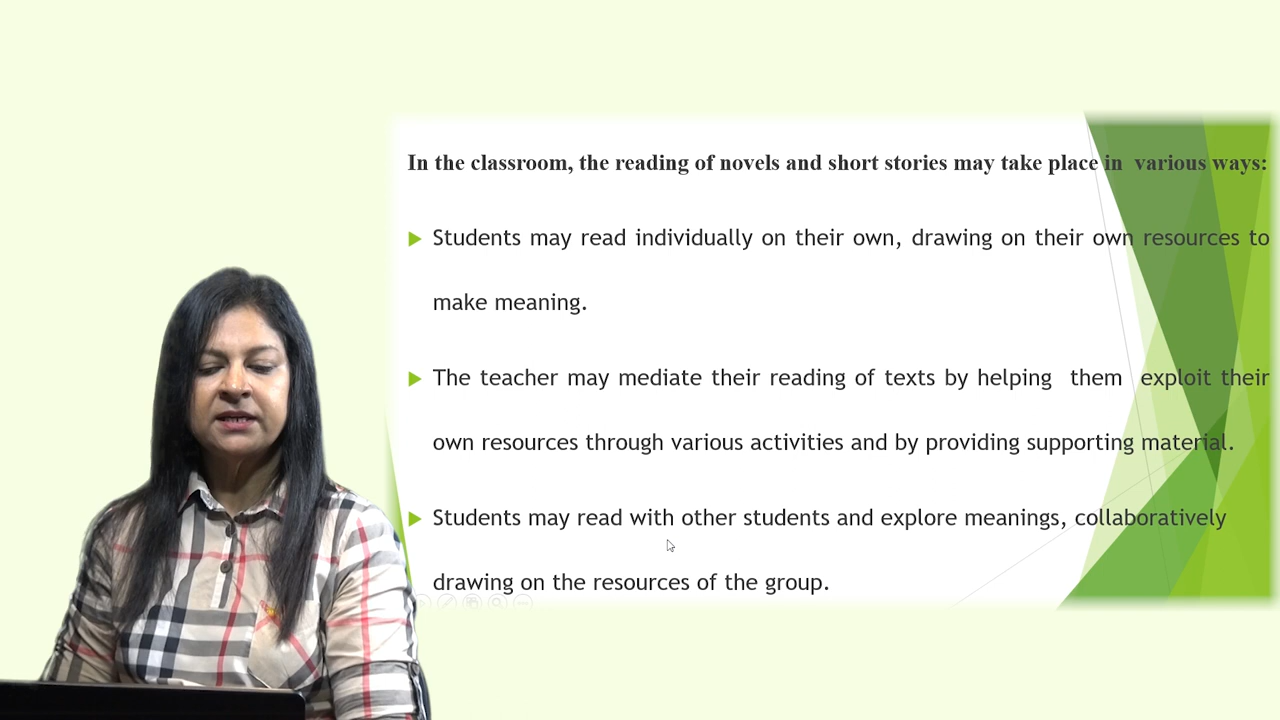 In the classroom, the reading of novels and short stories may take place in various ways:
Students may read individually on their own, drawing on their own resources to
make meaning.
The teacher may mediate their reading of texts by helping them exploit their
own resources through various activities and by providing supporting material.
Students may read with other students and explore meanings, collaboratively
drawing on the resources of the group.